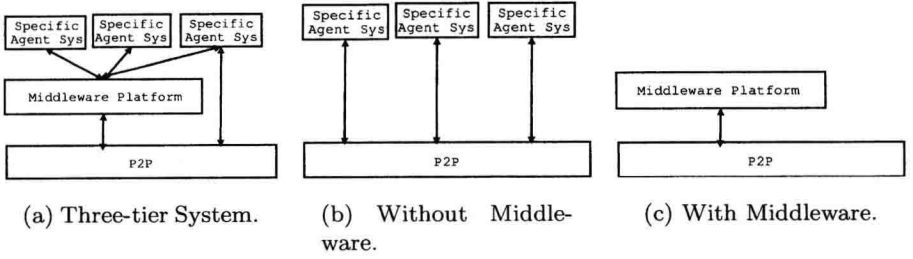 Specific
Agent Sys
Specific
Agent Sys
Specific
Agent Sys
Middleware Platform
P2P
(a) Three-tier System.
Specific
Agent Sys
Specific
Agent Sys
Specific
Agent Sys
P2P
(b) Without Middle-
ware.
Middleware Platform
P2P
(c) With Middleware.